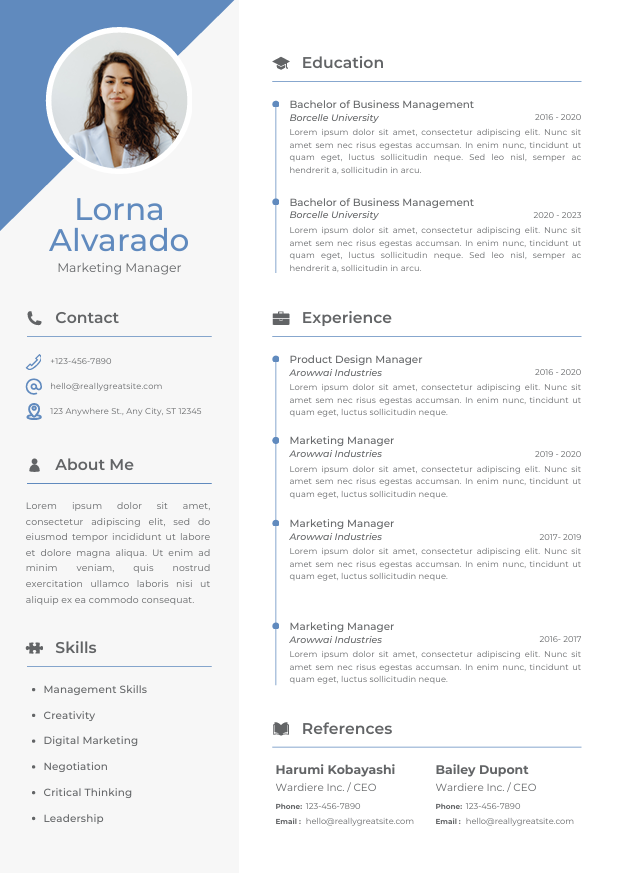 Lorna
Alvarado
Marketing Manager
Contact
+123-456-7890
hello@reallygreatsite.com
123 Anywhere St., Any City, ST 12345
About Me
Lorem ipsum dolor sit amet,
consectetur adipiscing elit, sed do
eiusmod tempor incididunt ut labore
et dolore magna aliqua. Ut enim ad
minim veniam, quis nostrud
exercitation ullamco laboris nisi ut
aliquip ex ea commodo consequat.
Skills
• Management Skills
• Creativity
• Digital Marketing
• Negotiation
• Critical Thinking
• Leadership
Education
Bachelor of Business Management
Borcelle University 2016 - 2020
Lorem ipsum dolor sit amet, consectetur adipiscing elit. Nunc sit
amet sem nec risus egestas accumsan. In enim nunc, tincidunt ut
quam eget, luctus sollicitudin neque. Sed leo nisl, semper ac
hendrerit a, sollicitudin in arcu.
Bachelor of Business Management
Borcelle University 2020 - 2023
Lorem ipsum dolor sit amet, consectetur adipiscing elit. Nunc sit
amet sem nec risus egestas accumsan. In enim nunc, tincidunt ut
quam eget, luctus sollicitudin neque. Sed leo nisl, semper ac
hendrerit a, sollicitudin in arcu.
Experience
Product Design Manager
Arowwai Industries 2016 - 2020
Lorem ipsum dolor sit amet, consectetur adipiscing elit. Nunc sit
amet sem nec risus egestas accumsan. In enim nunc, tincidunt ut
quam eget, luctus sollicitudin neque.
Marketing Manager
Arowwai Industries 2019 - 2020
Lorem ipsum dolor sit amet, consectetur adipiscing elit. Nunc sit
amet sem nec risus egestas accumsan. In enim nunc, tincidunt ut
quam eget, luctus sollicitudin neque.
Marketing Manager
Arowwai Industries 2017- 2019
Lorem ipsum dolor sit amet, consectetur adipiscing elit. Nunc sit
amet sem nec risus egestas accumsan. In enim nunc, tincidunt ut
quam eget, luctus sollicitudin neque.
Marketing Manager
Arowwai Industries 2016- 2017
Lorem ipsum dolor sit amet, consectetur adipiscing elit. Nunc sit
amet sem nec risus egestas accumsan. In enim nunc, tincidunt ut
quam eget, luctus sollicitudin neque.
References
Harumi Kobayashi
Wardiere Inc. / CEO
Phone: 123-456-7890
Email : hello@reallygreatsite.com
Bailey Dupont
Wardiere Inc. / CEO
Phone: 123-456-7890
Email : hello@reallygreatsite.com